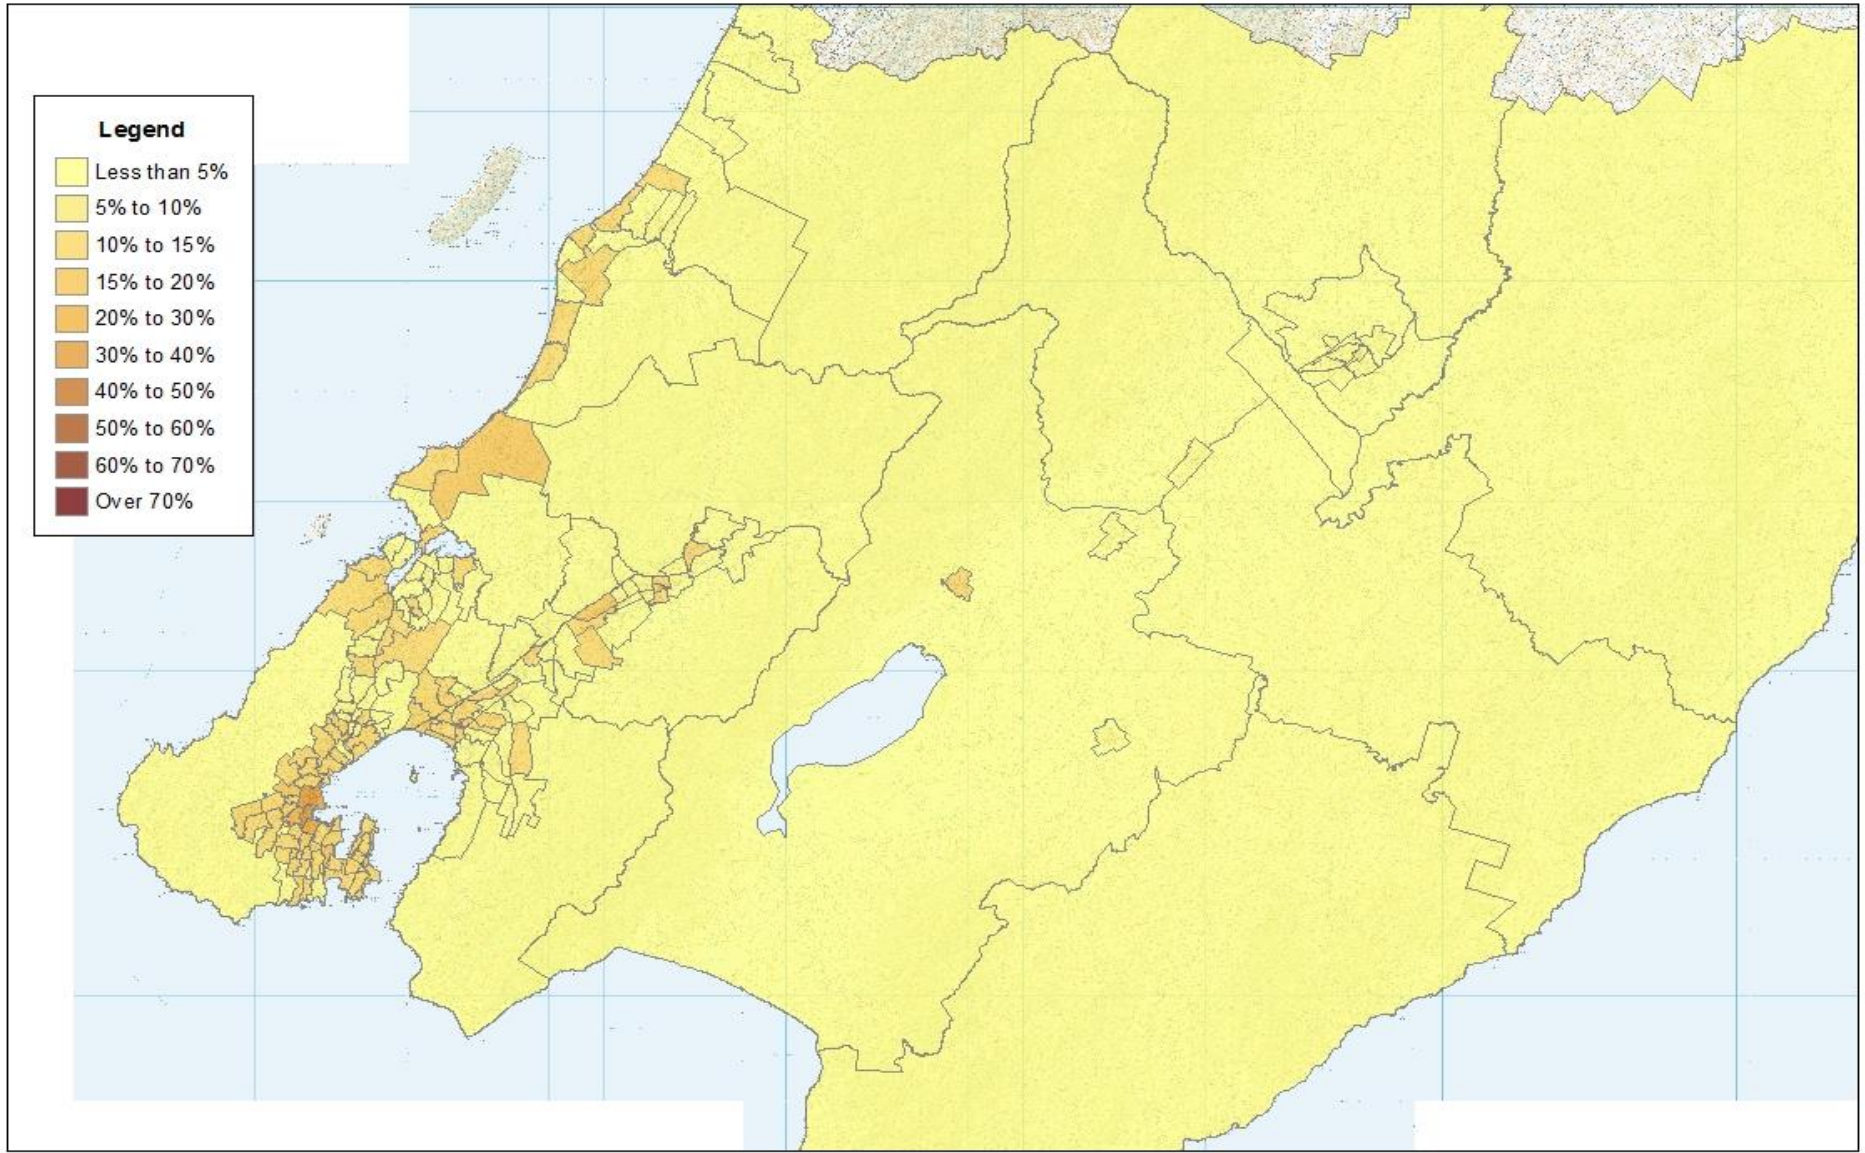 Legend
Less than 5%
5% to 10%
10% to 15%
15% to 20%
20% to 30%
30% to 40%
40% to 50%
50% to 60%
60% to 70%
Over 70%